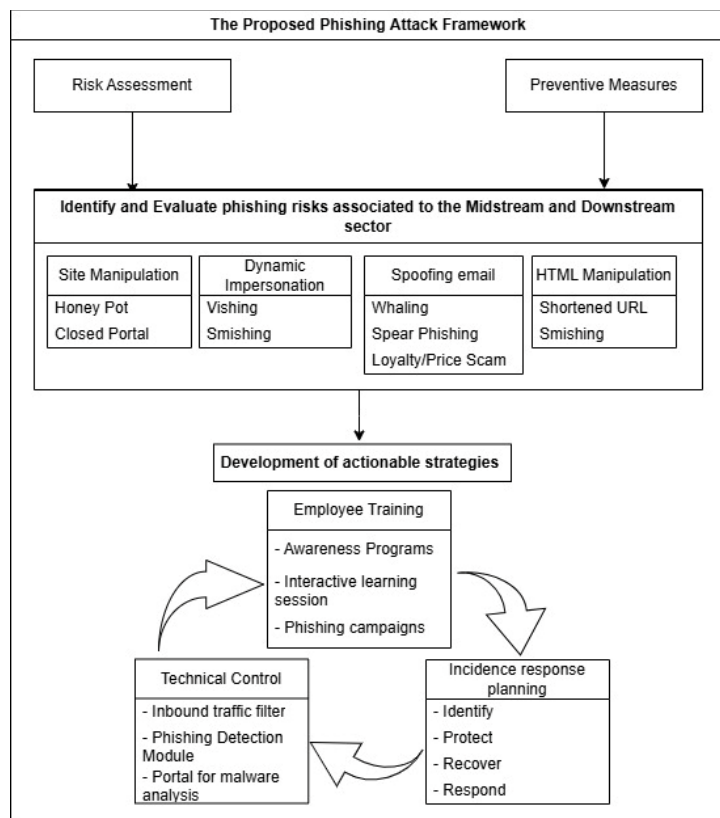 The Proposed Phishing Attack Framework
Risk Assessment
Preventive Measures
Identify and Evaluate phishing risks associated to the Midstream and Downstream
sector
Site Manipulation
Honey Pot
Closed Portal
Dynamic
Impersonation
Vishing
Smishing
Spoofing email
Whaling
Spear Phishing
Loyalty/Price Scam
HTML Manipulation
Shortened URL
Smishing
Development of actionable strategies
Employee Training
- Awareness Programs
- Interactive learning
session
- Phishing campaigns
Technical Control
- Inbound traffic filter
- Phishing Detection
Module
- Portal for malware
analysis
Incidence response
planning
- Identify
- Protect
- Recover
- Respond